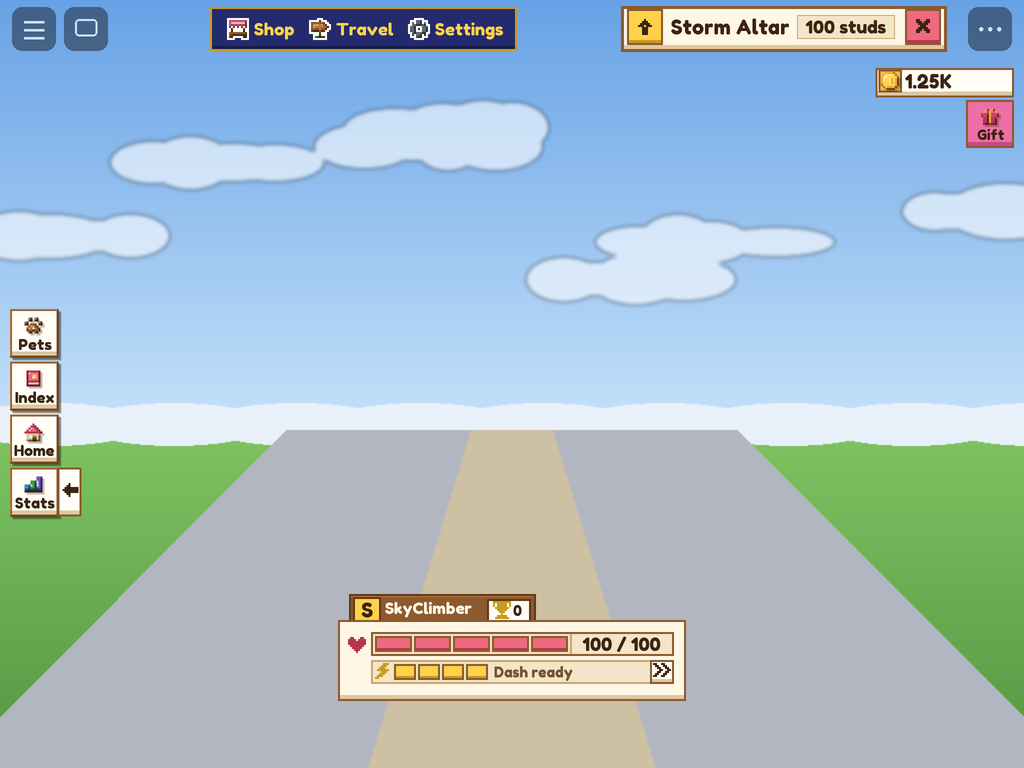 Shop Travel Settings
Storm Altar 100 studs
1.25K
Gift
Pets
Index
Home
Stats
S SkyClimber 0
100 / 100
Dash ready